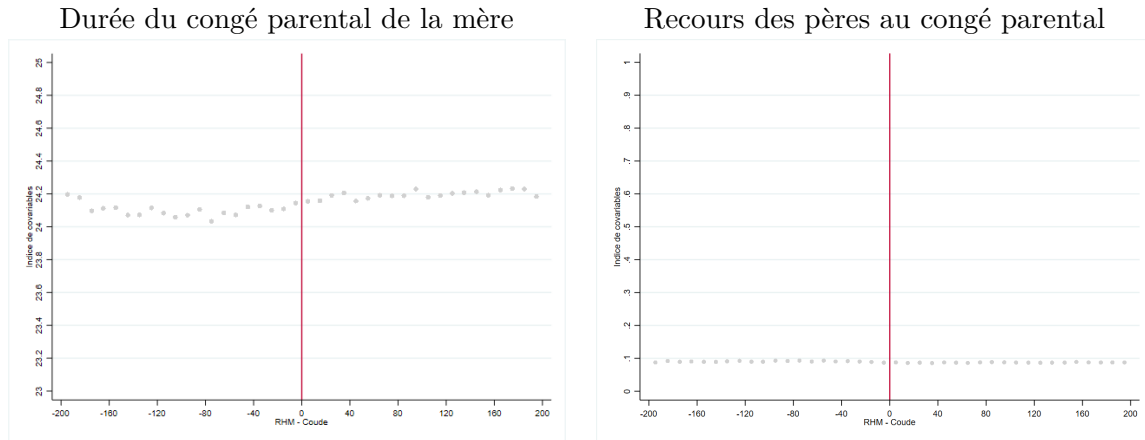 Durée du congé parental de la mère
25
24.8
24.6
24.4
24.2
24
23.8
23.6
23.4
23.2
23
Indice de covariables
-200 -160 -120 -80 -40 0 40 80 120 160 200
RHM - Coude
Recours des pères au congé parental
1
.9
.8
.7
.6
.5
.4
.3
.2
.1
0
Indice de covariables
-200 -160 -120 -80 -40 0 40 80 120 160 200
RHM - Coude